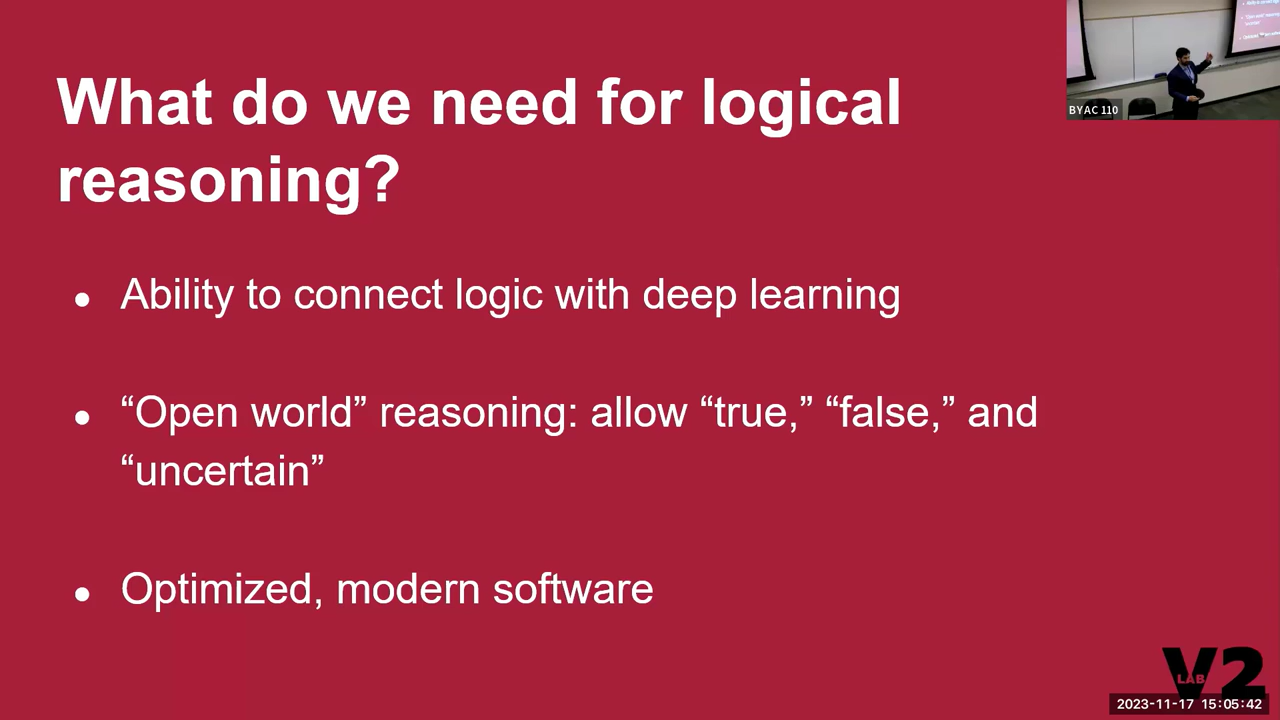 What do we need for logical
reasoning?
● Ability to connect logic with deep learning
● “Open world” reasoning: allow “true,” “false,” and
“uncertain”
● Optimized, modern software
BYAC 110
V2
LAB
2023-11-17 15:05:42